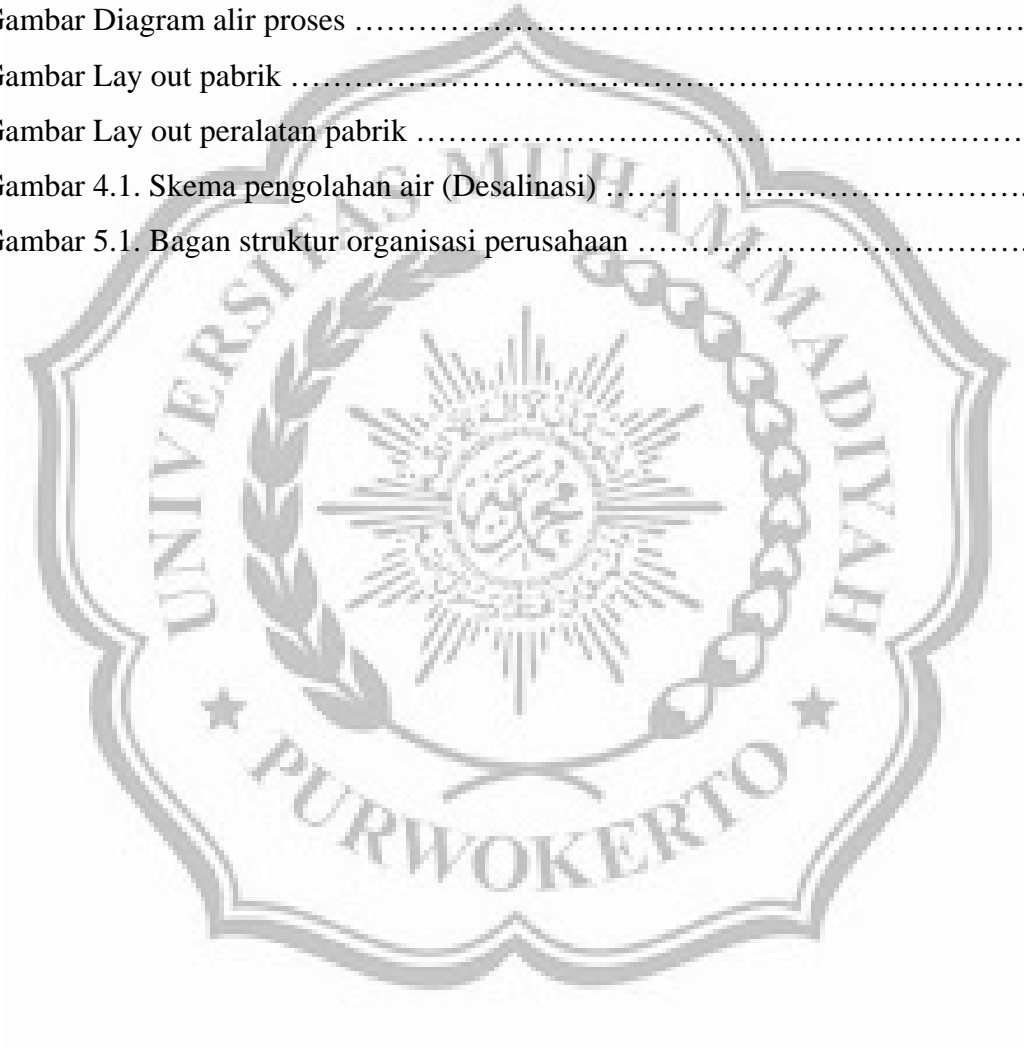 Gambar Diagram alir proses ……………………………………………………
Gambar Lay out pabrik ……………………………………………………………
Gambar Lay out peralatan pabrik …………………………………………………
Gambar 4.1. Skema pengolahan air (Desalinasi) ………………………………
Gambar 5.1. Bagan struktur organisasi perusahaan ……………………………
UNIVERSITAS MUHAMMADIYAH
PURWOKERTO